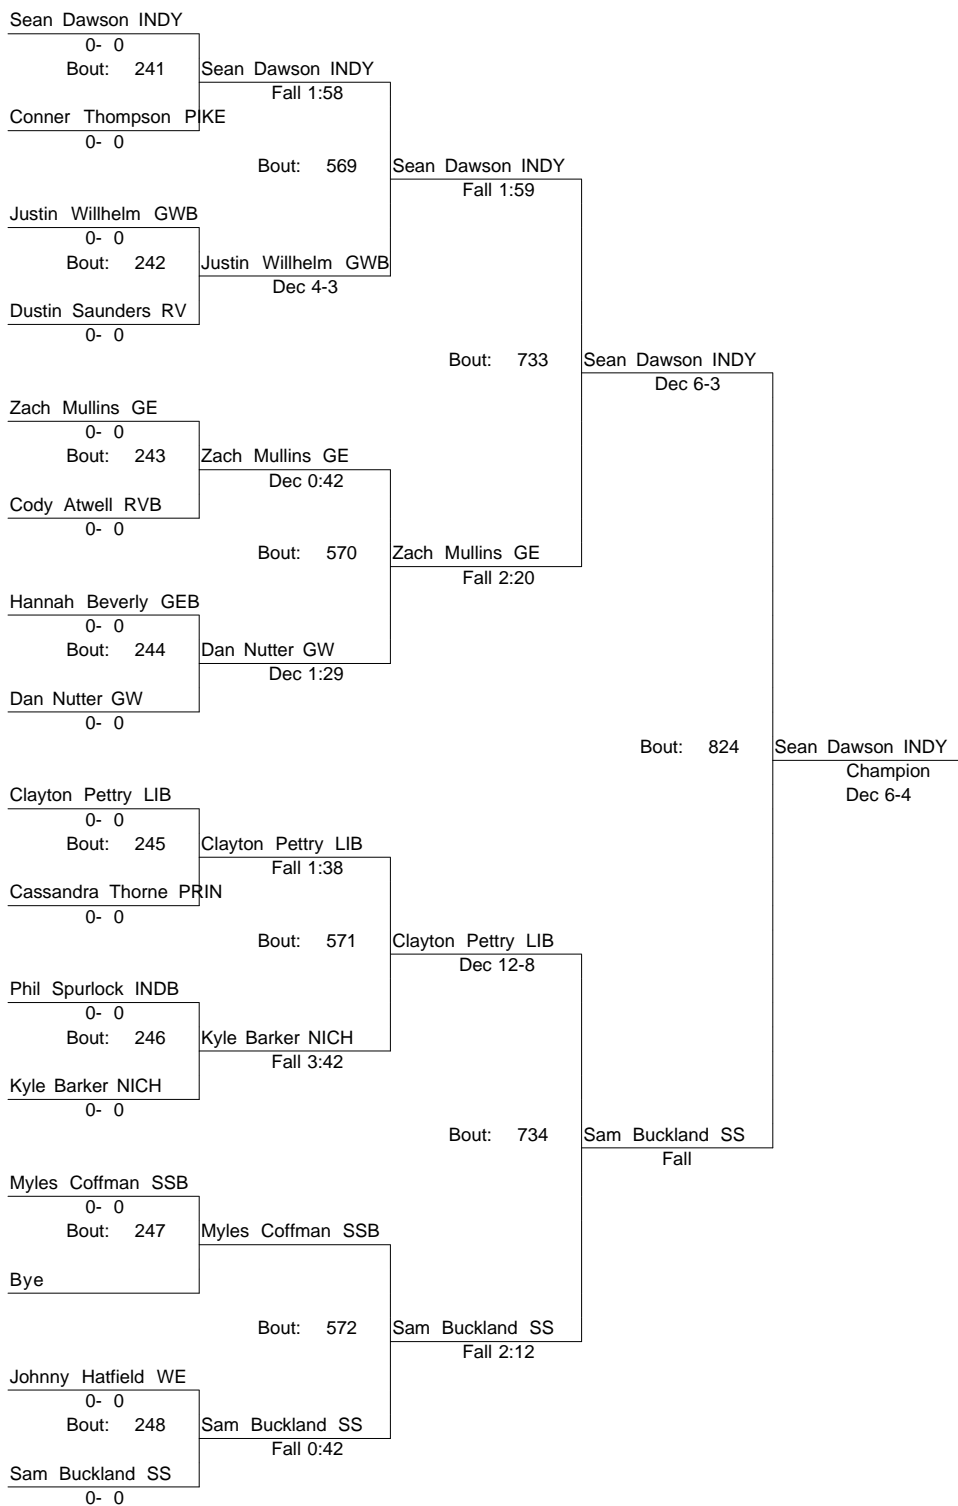 Sean Dawson INDY
0- 0
Bout: 241
Sean Dawson INDY
Fall 1:58
Conner Thompson PIKE
0- 0
Bout: 569
Sean Dawson INDY
Fall 1:59
Justin Willhelm GWB
0- 0
Bout: 242
Justin Willhelm GWB
Dec 4-3
Dustin Saunders RV
0- 0
Bout: 733
Sean Dawson INDY
Dec 6-3
Zach Mullins GE
0- 0
Bout: 243
Zach Mullins GE
Dec 0:42
Cody Atwell RVB
0- 0
Bout: 570
Zach Mullins GE
Fall 2:20
Hannah Beverly GEB
0- 0
Bout: 244
Dan Nutter GW
Dec 1:29
Dan Nutter GW
0- 0
Bout: 824
Sean Dawson INDY
Champion
Dec 6-4
Clayton Pettry LIB
0- 0
Bout: 245
Clayton Pettry LIB
Fall 1:38
Cassandra Thorne PRIN
0- 0
Bout: 571
Clayton Pettry LIB
Dec 12-8
Phil Spurlock INDB
0- 0
Bout: 246
Kyle Barker NICH
Fall 3:42
Kyle Barker NICH
0- 0
Bout: 734
Sam Buckland SS
Fall
Myles Coffman SSB
0- 0
Bout: 247
Myles Coffman SSB
Bye
Bout: 572
Sam Buckland SS
Fall 2:12
Johnny Hatfield WE
0- 0
Bout: 248
Sam Buckland SS
Fall 0:42
Sam Buckland SS
0- 0